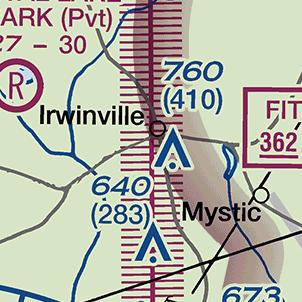 ARK (Pvt)
27 - 30
R
760
(410)
Irwinville
FIT
362
640
(283)
Mystic
673